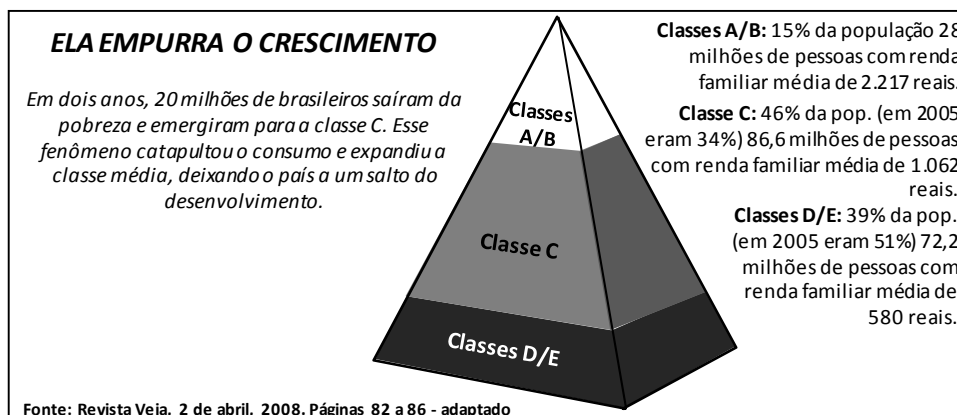 ELA EMPURRA O CRESCIMENTO
Em dois anos, 20 milhões de brasileiros saíram da
pobreza e emergiram para a classe C. Esse
fenômeno catapultou o consumo e expandiu a
classe média, deixando o país a um salto do
desenvolvimento.
Classes
A/B
Classe C
Classes D/E
Classes A/B: 15% da população 28
milhões de pessoas com renda
familiar média de 2.217 reais.
Classe C: 46% da pop. (em 2005
eram 34%) 86,6 milhões de pessoas
com renda familiar média de 1.062
reais.
Classes D/E: 39% da pop.
(em 2005 eram 51%) 72,2
milhões de pessoas com
renda familiar média de
580 reais.
Fonte: Revista Veja, 2 de abril, 2008. Páginas 82 a 86 - adaptado